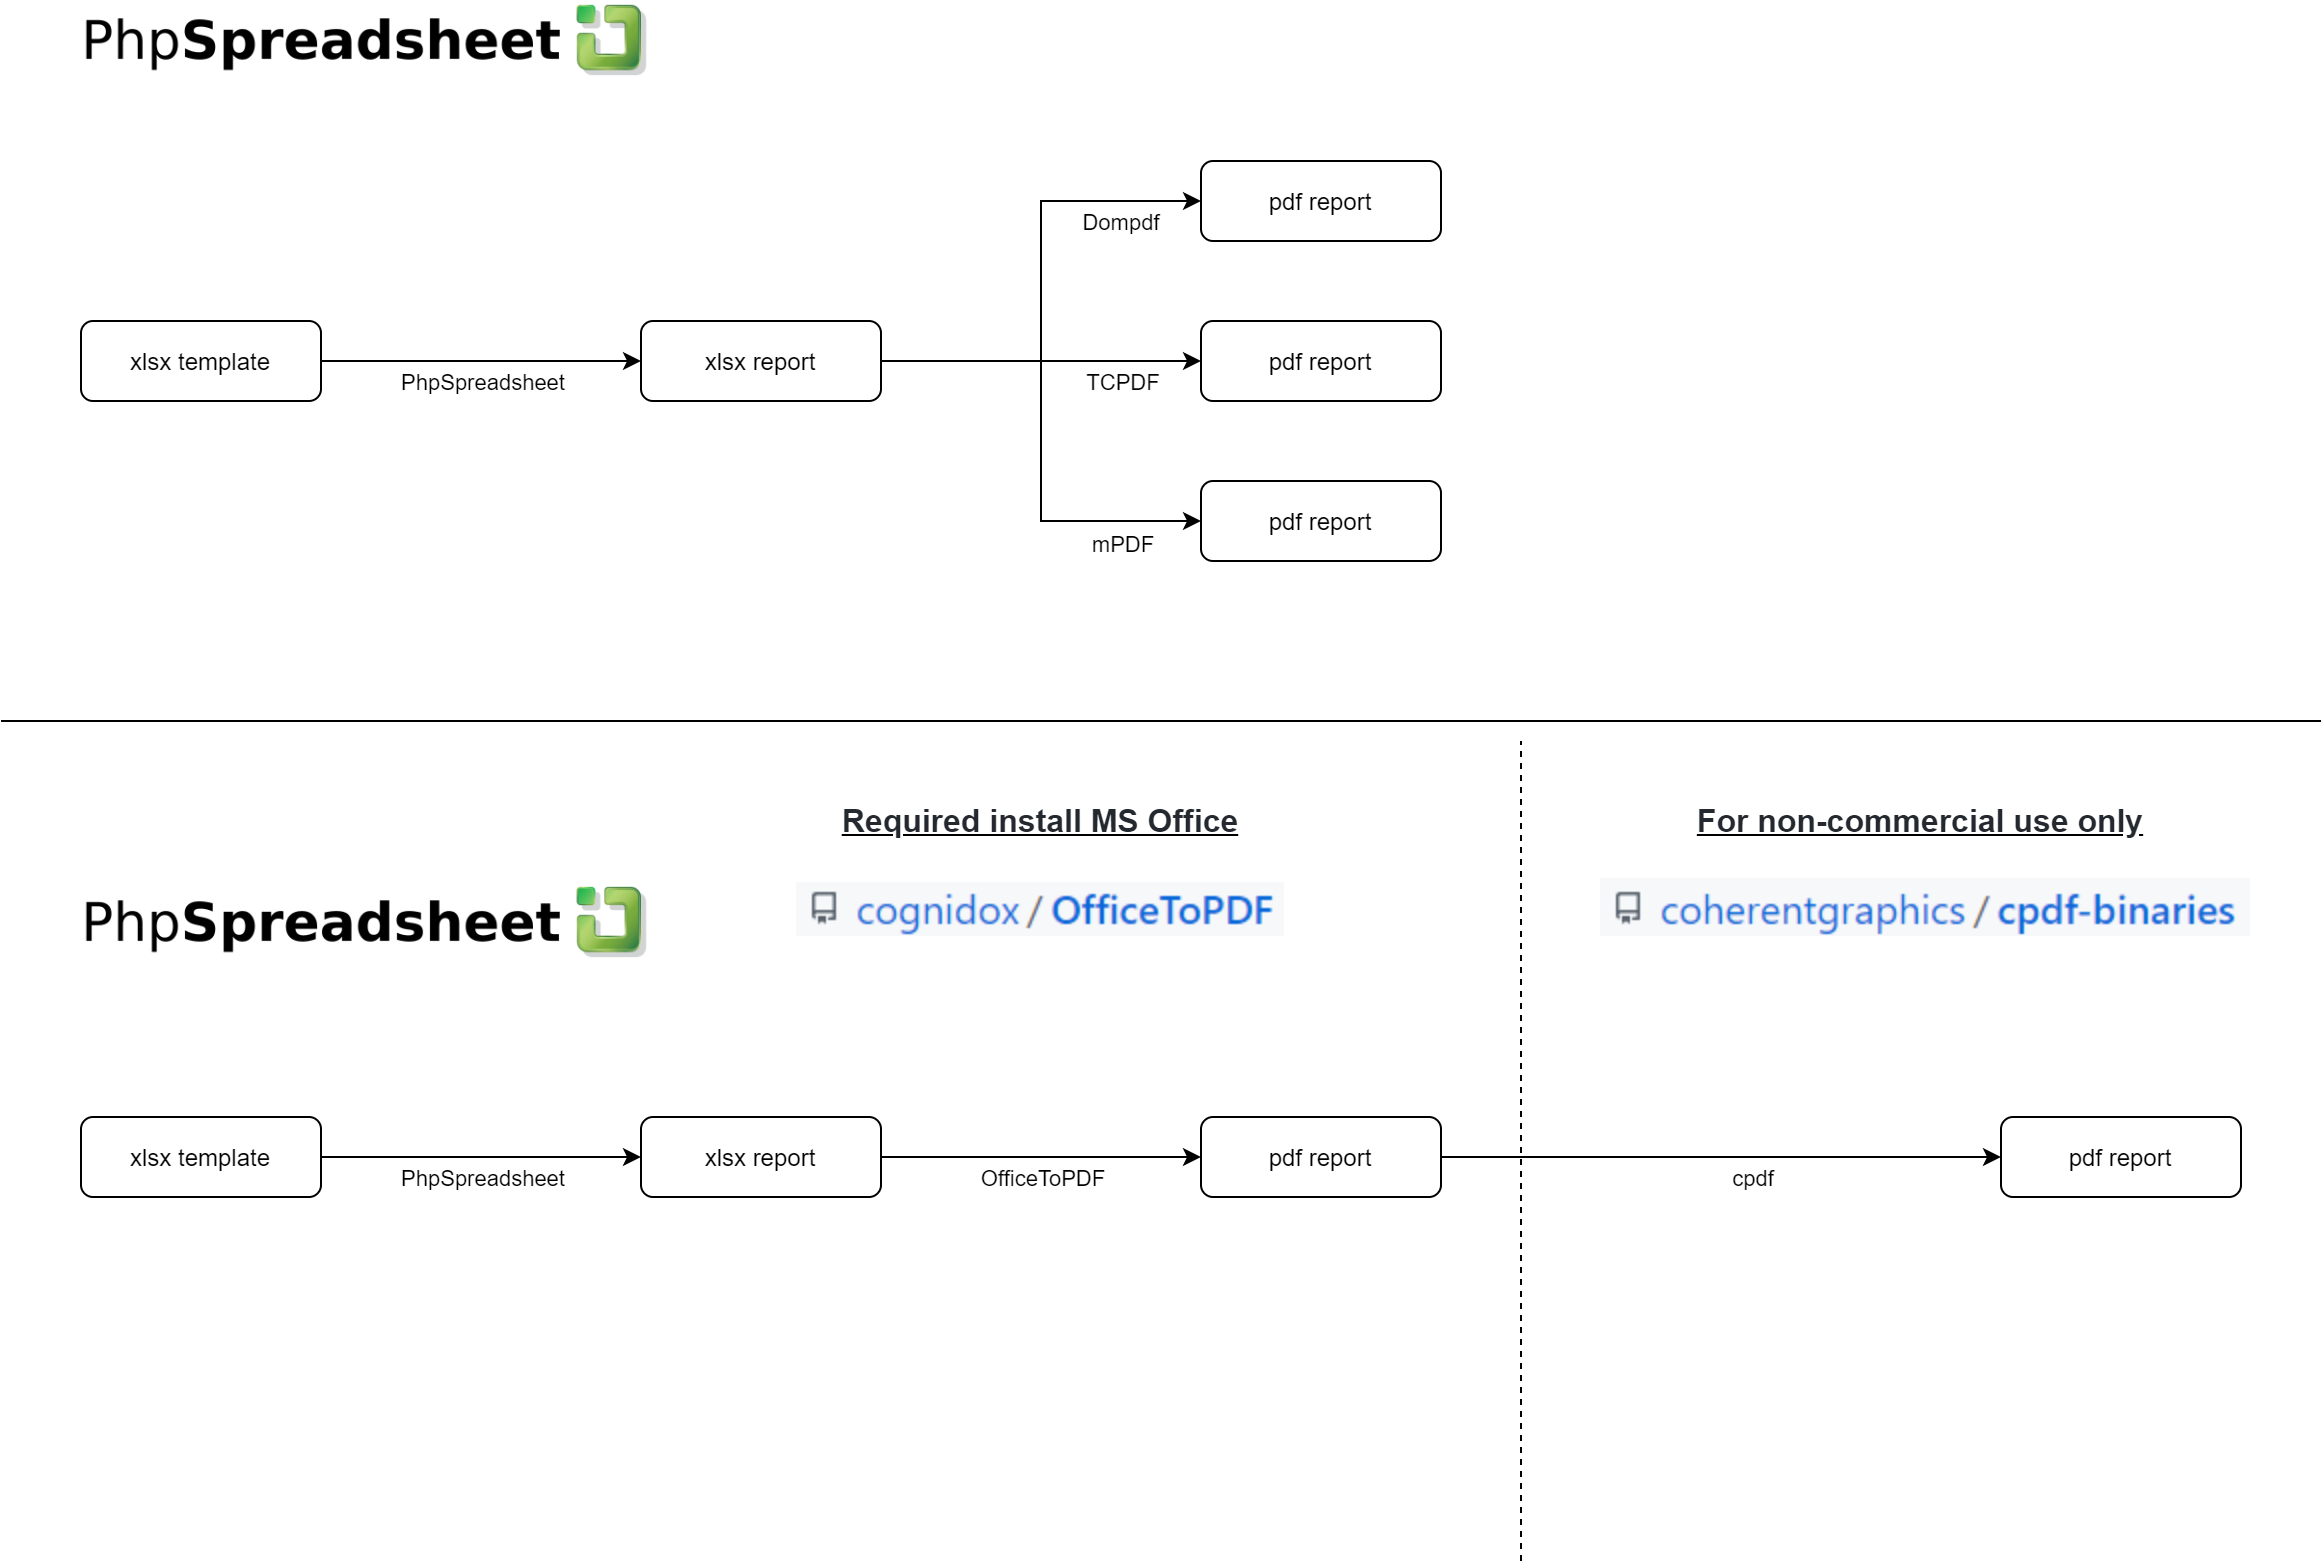 PhpSpreadsheet
pdf report
Dompdf
xlsx template
xlsx report
pdf report
PhpSpreadsheet
TCPDF
pdf report
mPDF
Required install MS Office
For non-commercial use only
PhpSpreadsheet
cognidox / OfficeToPDF
coherentgraphics / cpdf-binaries
xlsx template
xlsx report
pdf report
pdf report
PhpSpreadsheet
OfficeToPDF
cpdf